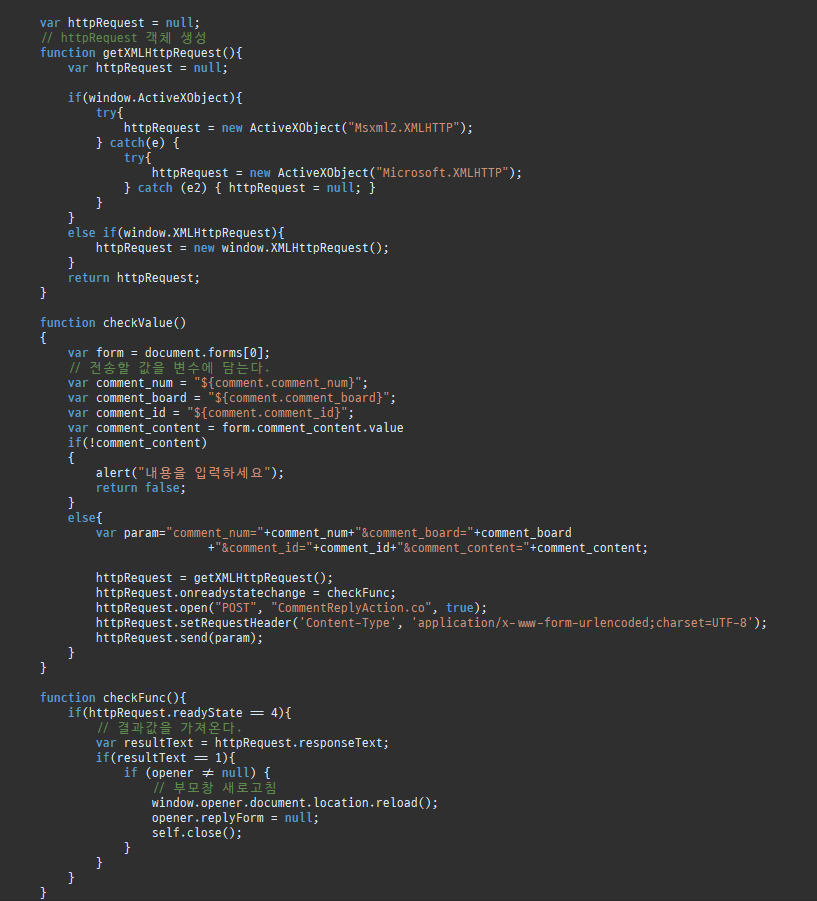 var httpRequest = null;
// httpRequest 객체 생성
function getXMLHttpRequest(){
var httpRequest = null;
if(window.ActiveXObject){
try{
httpRequest = new ActiveXObject("Msxml2.XMLHTTP");
} catch(e) {
try{
httpRequest = new ActiveXObject("Microsoft.XMLHTTP");
} catch (e2) { httpRequest = null; }
}
}
else if(window.XMLHttpRequest){
httpRequest = new window.XMLHttpRequest();
}
return httpRequest;
}
function checkValue()
{
var form = document.forms[0];
// 전송할 값을 변수에 담는다.
var comment_num = "${comment.comment_num}";
var comment_board = "${comment.comment_board}";
var comment_id = "${comment.comment_id}";
var comment_content = form.comment_content.value
if(!comment_content)
{
alert("내용을 입력하세요");
return false;
}
else{
var param="comment_num="+comment_num+"&comment_board="+comment_board
+"&comment_id="+comment_id+"&comment_content="+comment_content;
httpRequest = getXMLHttpRequest();
httpRequest.onreadystatechange = checkFunc;
httpRequest.open("POST", "CommentReplyAction.co", true);
httpRequest.setRequestHeader('Content-Type', 'application/x-www-form-urlencoded;charset=UTF-8');
httpRequest.send(param);
}
}
function checkFunc(){
if(httpRequest.readyState == 4){
// 결과값을 가져온다.
var resultText = httpRequest.responseText;
if(resultText == 1){
if (opener != null) {
// 부모창 새로고침
window.opener.document.location.reload();
opener.replyForm = null;
self.close();
}
}
}
}